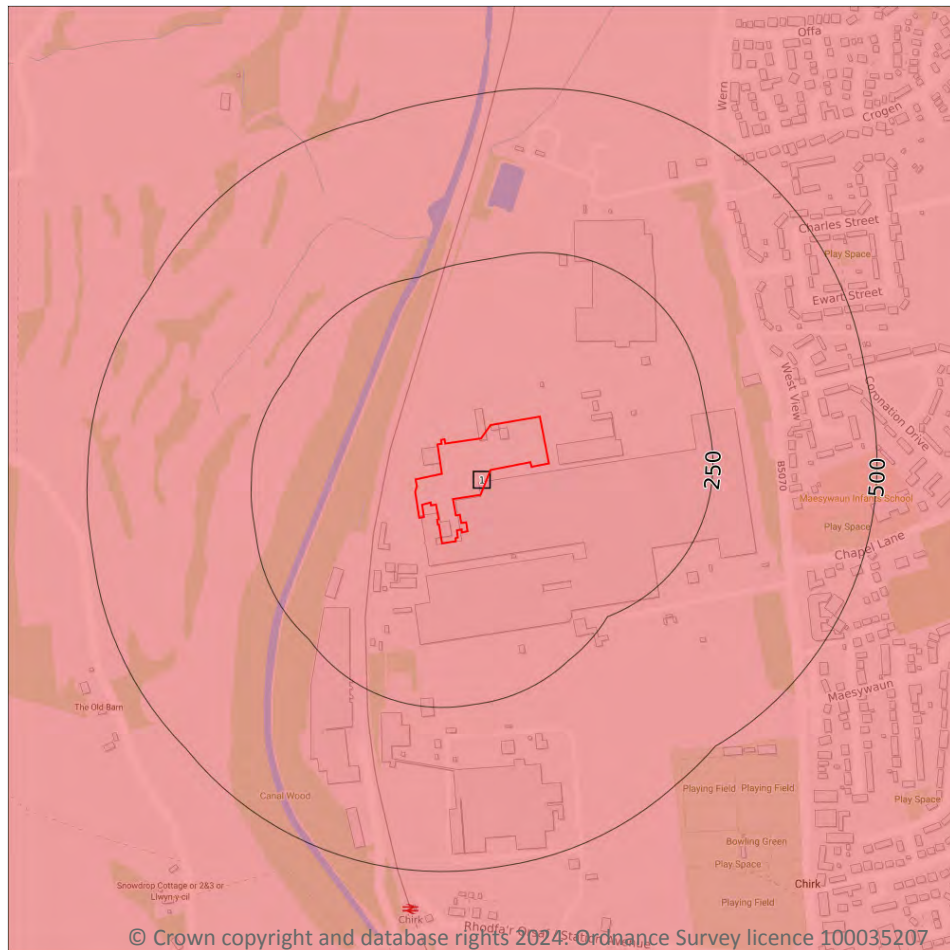 Offa
Wern
Crogen
Charles Street
Play Space
Ewart Street
West View
Coronation Drive
B5070
250
500
1
Maesywaun Infants School
Play Space
Chapel Lane
Maesywaun
The Old Barn
Canal Wood
Playing Field
Playing Field
Play Space
Bowling Green
Play Space
Chirk
Playing Field
Snowdrop Cottage or 2&3 or
Llwyn-y-cil
Chirk
Station Avenue
© Crown copyright and database rights 2024. Ordnance Survey licence 100035207